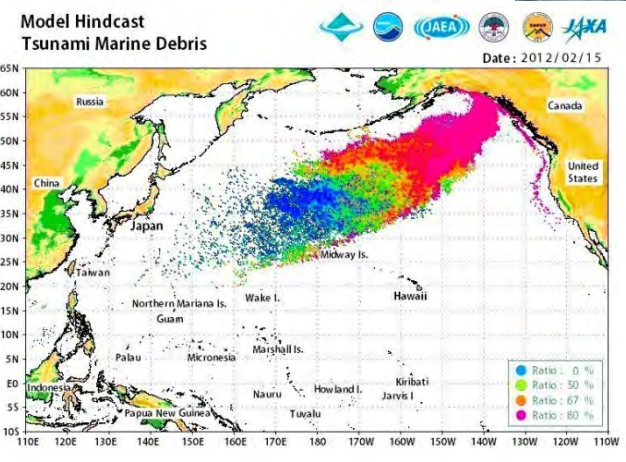 Model Hindcast
Tsunami Marine Debris
JAEA
JAXA
Date : 2012/02/15
65N
60N
55N
50N
45N
40N
35N
30N
25N
20N
15N
10N
5N
EQ
5S
10S
Russia
Canada
United
States
China
Japan
Midway Is.
Taiwan
Hawaii
Northern Mariana Is.
Wake I.
Guam
Marshall Is.
Palau
Micronesia
Indonesia
Nauru
Howland I.
Kiribati
Jarvis I
Papua New Guinea
Tuvalu
Ratio : 0 %
Ratio : 50 %
Ratio : 67 %
Ratio : 80 %
110E 120E 130E 140E 150E 160E 170E 180 170W 160W 150W 140W 130W 120W 110W